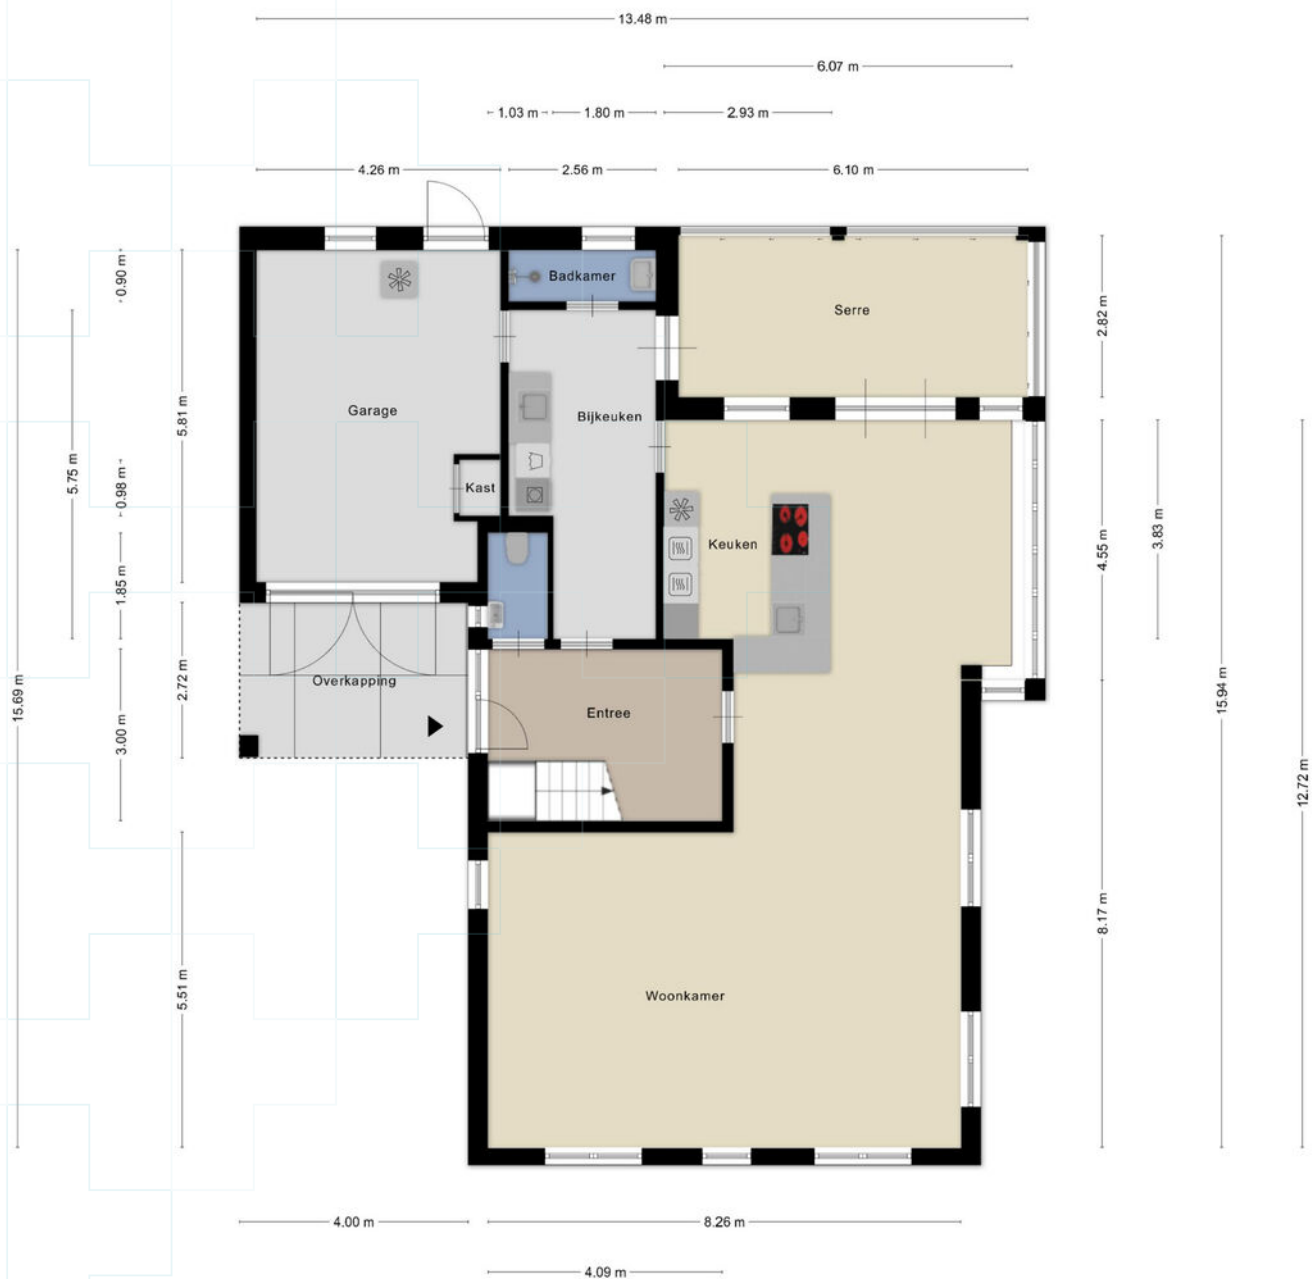 13.48 m
6.07 m
1.03 m
1.80 m
2.93 m
4.26 m
2.56 m
6.10 m
0.90 m
Badkamer
Serre
2.82 m
Garage
Bijkeuken
5.81 m
5.75 m
0.98 m
Kast
Keuken
4.55 m
3.83 m
1.85 m
Overkapping
2.72 m
Entree
15.69 m
3.00 m
15.94 m
12.72 m
8.17 m
5.51 m
Woonkamer
4.00 m
8.26 m
4.09 m